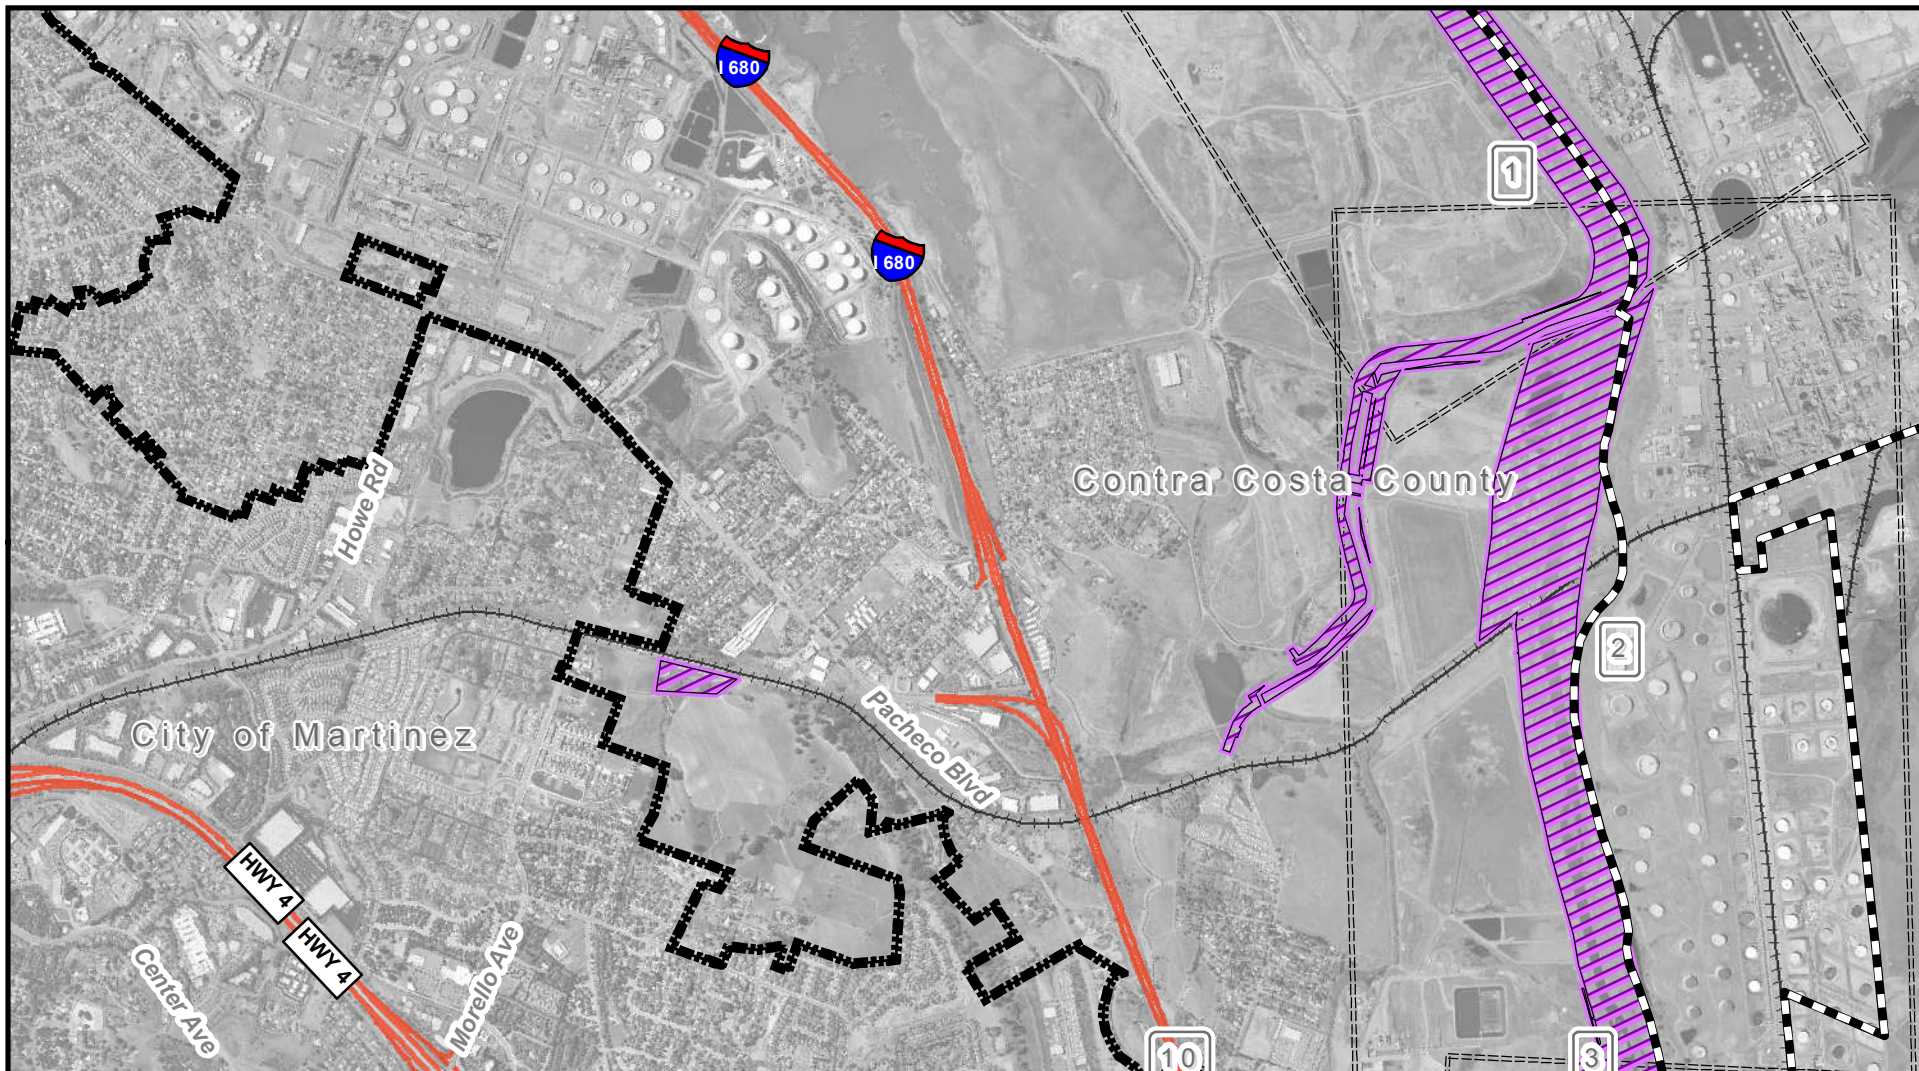 I 680
1
I 680
Contra Costa County
Howe Rd
2
City of Martinez
Pacheco Blvd
HWY 4
HWY 4
Center Ave
Morello Ave
10
3